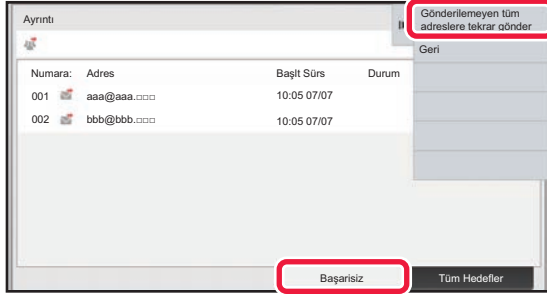 Ayrıntı
Gönderilemeyen tüm
adreslere tekrar gönder
Geri
Numara: Adres Başlt Sürs Durum
001 aaa@aaa.□□□ 10:05 07/07
002 bbb@bbb.□□□ 10:05 07/07
Başarisiz Tüm Hedefler